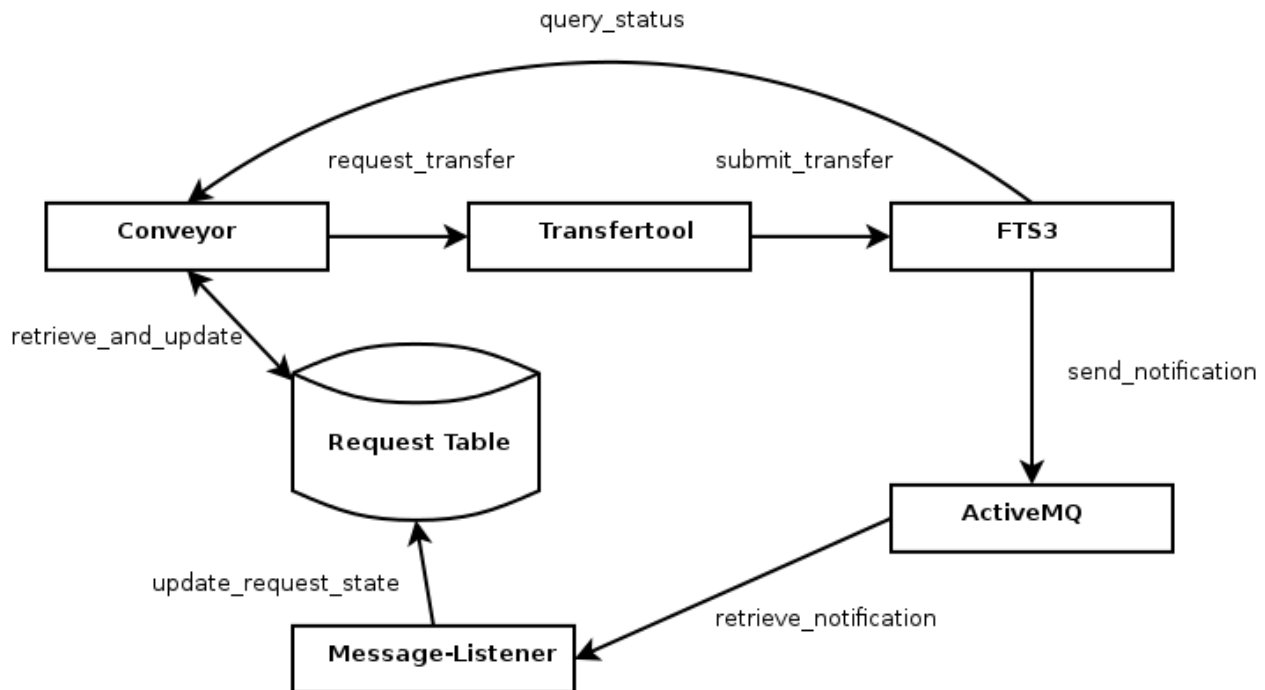 query_status
request_transfer
submit_transfer
Conveyor
Transfertool
FTS3
retrieve_and_update
send_notification
Request Table
ActiveMQ
update_request_state
retrieve_notification
Message-Listener